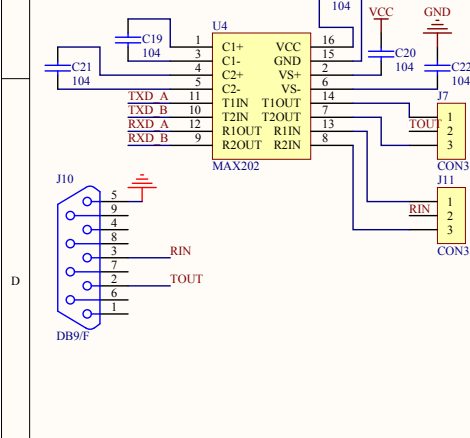 104
VCC
GND
C19
104
C20
104
C21
104
C22
104
U4
1
C1+
VCC
16
3
C1-
GND
15
4
C2+
VS+
2
5
C2-
VS-
6
TXD_A
11
T1IN
T1OUT
14
TXD_B
10
T2IN
T2OUT
7
RXD_A
12
R1OUT
R1IN
13
RXD_B
9
R2OUT
R2IN
8
MAX202
J7
1
TOUT
2
3
CON3
J11
1
RIN
2
3
CON3
J10
5
9
4
8
3
RIN
7
2
TOUT
6
1
DB9/F
D